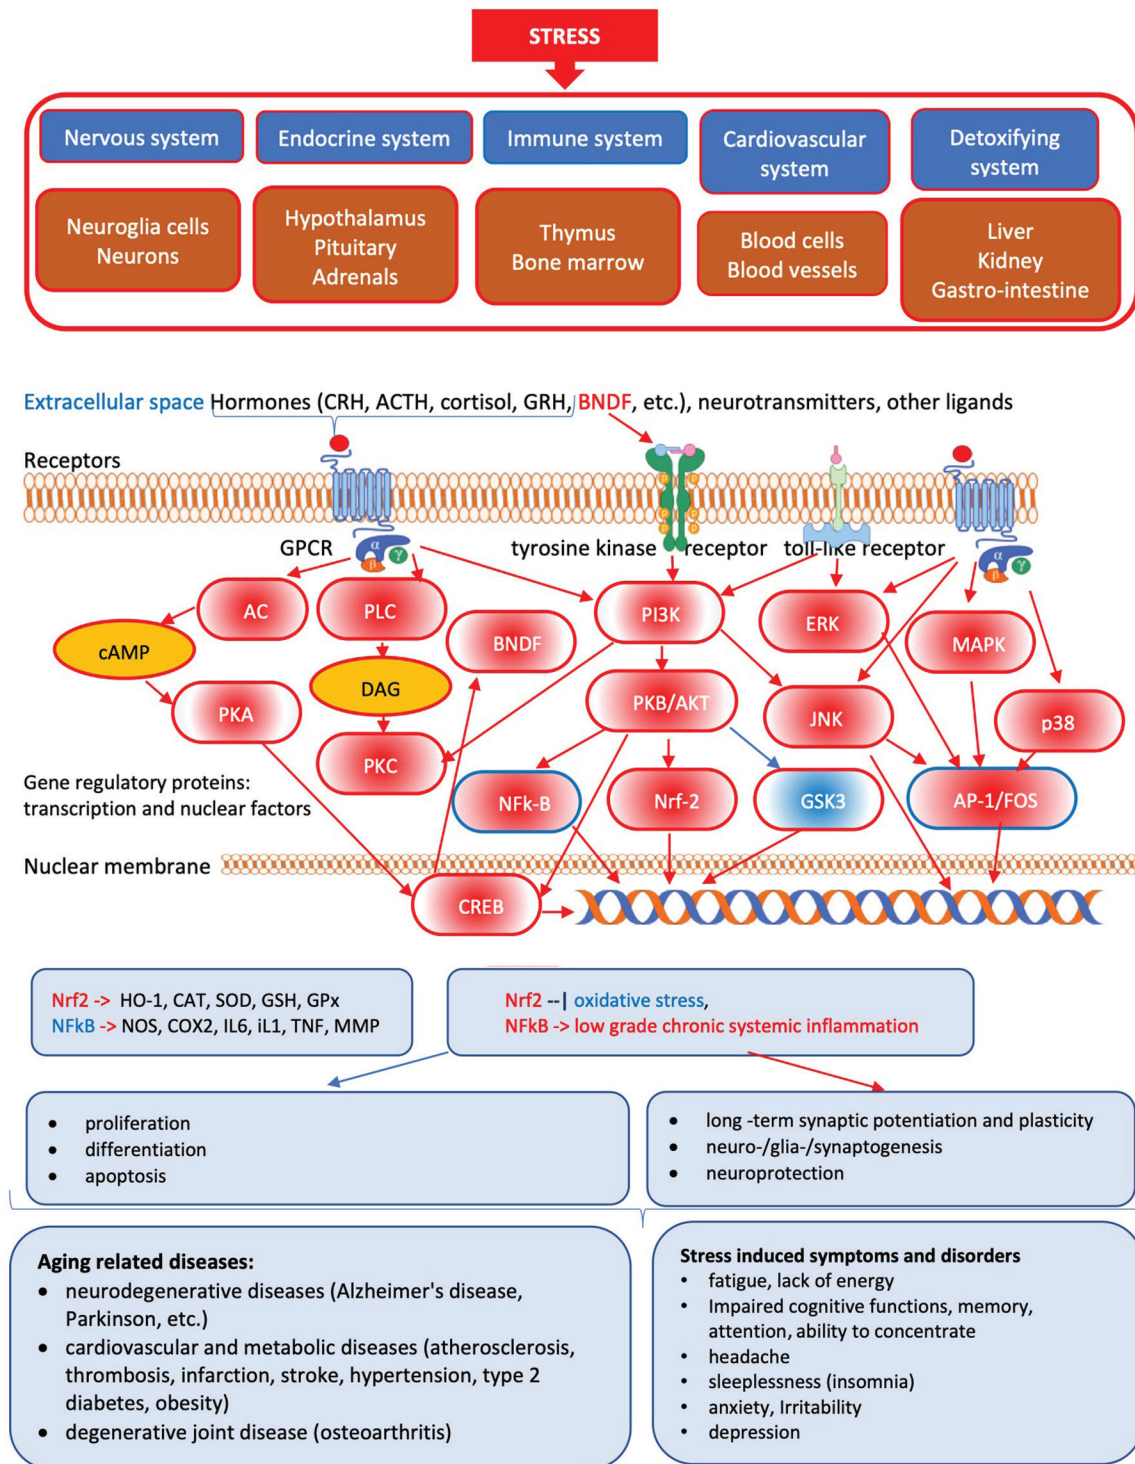 STRESS
Nervous system
Endocrine system
Immune system
Cardiovascular
system
Detoxifying
system
Neuroglia cells
Neurons
Hypothalamus
Pituitary
Adrenals
Thymus
Bone marrow
Blood cells
Blood vessels
Liver
Kidney
Gastro-intestine
Extracellular space Hormones (CRH, ACTH, cortisol, GRH, BNDF, etc.), neurotransmitters, other ligands
Receptors
P P
P P
P P
GPCR
α
γ
β
tyrosine kinase receptor
toll-like receptor
α
γ
β
AC
PLC
BNDF
PI3K
ERK
MAPK
cAMP
DAG
PKA
PKC
PKB/AKT
JNK
p38
Gene regulatory proteins:
transcription and nuclear factors
NFk-B
Nrf-2
GSK3
AP-1/FOS
Nuclear membrane
CREB
Nrf2 -> HO-1, CAT, SOD, GSH, GPx
NFkB -> NOS, COX2, IL6, iL1, TNF, MMP
Nrf2 --| oxidative stress,
NFkB -> low grade chronic systemic inflammation
• proliferation
• differentiation
• apoptosis
• long -term synaptic potentiation and plasticity
• neuro-/glia-/synaptogenesis
• neuroprotection
Aging related diseases:
• neurodegenerative diseases (Alzheimer's disease,
Parkinson, etc.)
• cardiovascular and metabolic diseases (atherosclerosis,
thrombosis, infarction, stroke, hypertension, type 2
diabetes, obesity)
• degenerative joint disease (osteoarthritis)
Stress induced symptoms and disorders
• fatigue, lack of energy
• Impaired cognitive functions, memory,
attention, ability to concentrate
• headache
• sleeplessness (insomnia)
• anxiety, Irritability
• depression